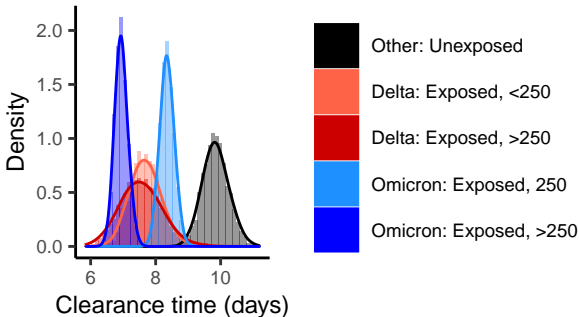 2.0
1.5
1.0
0.5
0.0
Density
6 8 10
Clearance time (days)
Other: Unexposed
Delta: Exposed, <250
Delta: Exposed, >250
Omicron: Exposed, 250
Omicron: Exposed, >250